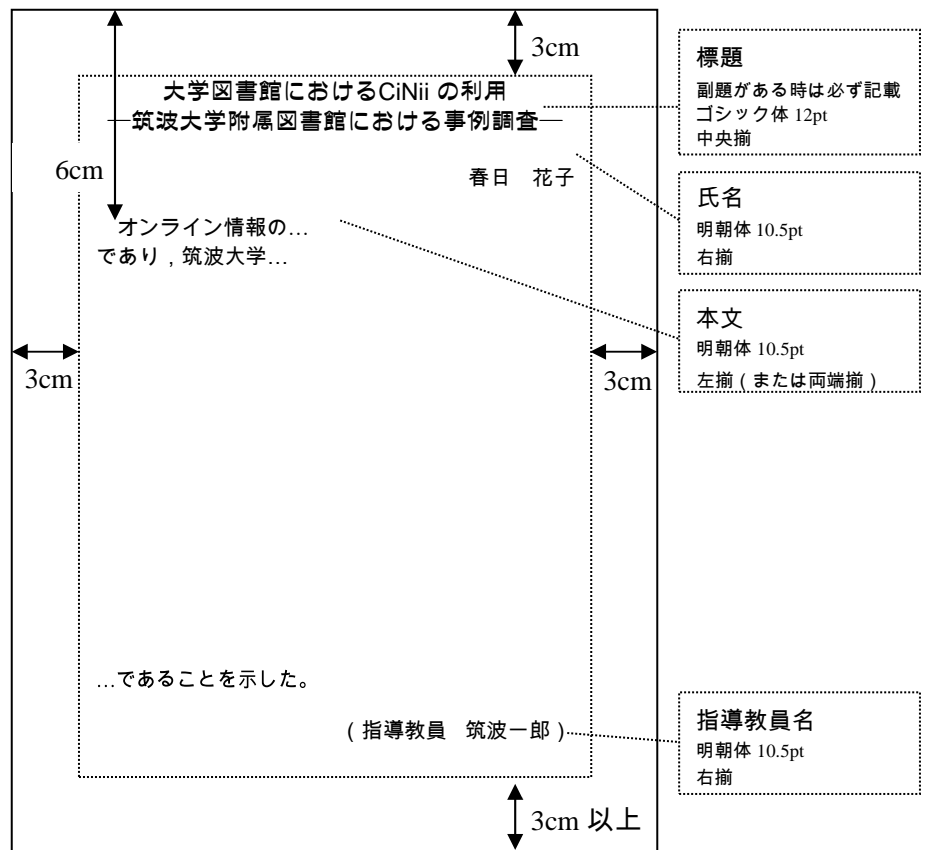 3cm
大学図書館におけるCiNii の利用
―筑波大学附属図書館における事例調査―
6cm
春日　花子
オンライン情報の…
であり，筑波大学…
3cm
3cm
…であることを示した。
（指導教員　筑波一郎）
3cm 以上
標題
副題がある時は必ず記載
ゴシック体 12pt
中央揃
氏名
明朝体 10.5pt
右揃
本文
明朝体 10.5pt
左揃（または両端揃）
指導教員名
明朝体 10.5pt
右揃